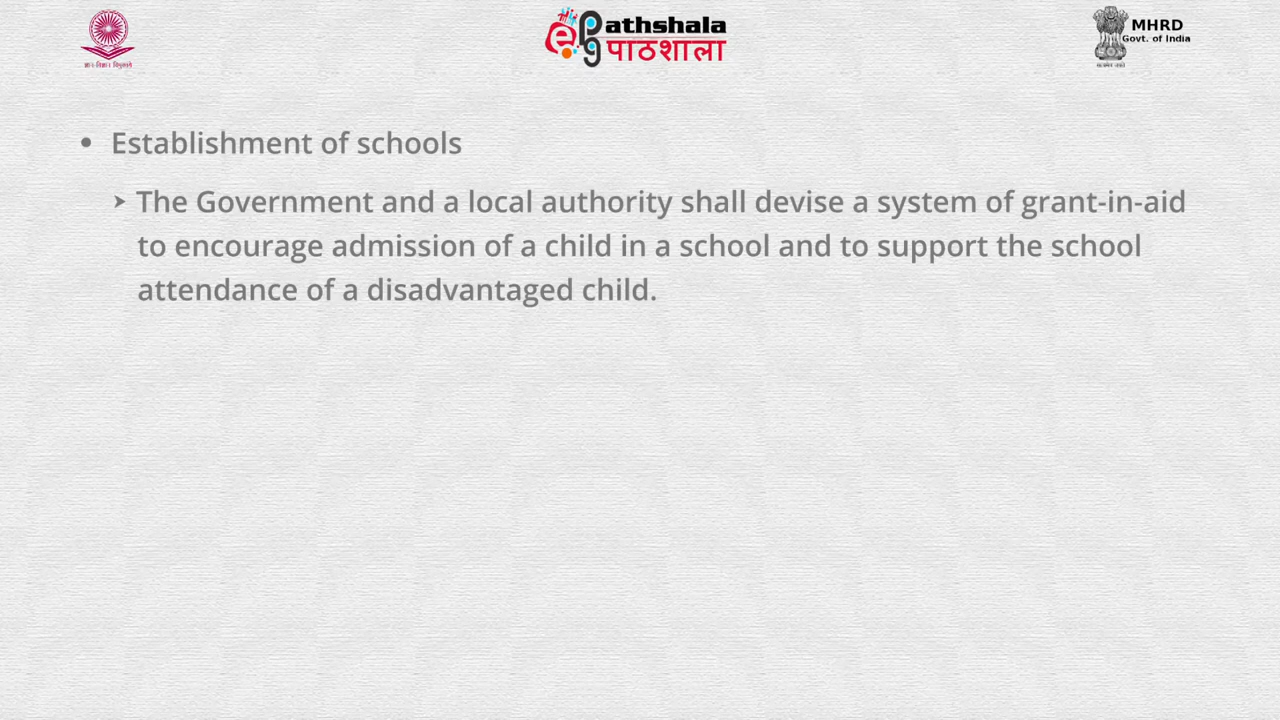 athshala
पाठशाला
MHRD
Govt. of India
• Establishment of schools
➤ The Government and a local authority shall devise a system of grant-in-aid
to encourage admission of a child in a school and to support the school
attendance of a disadvantaged child.